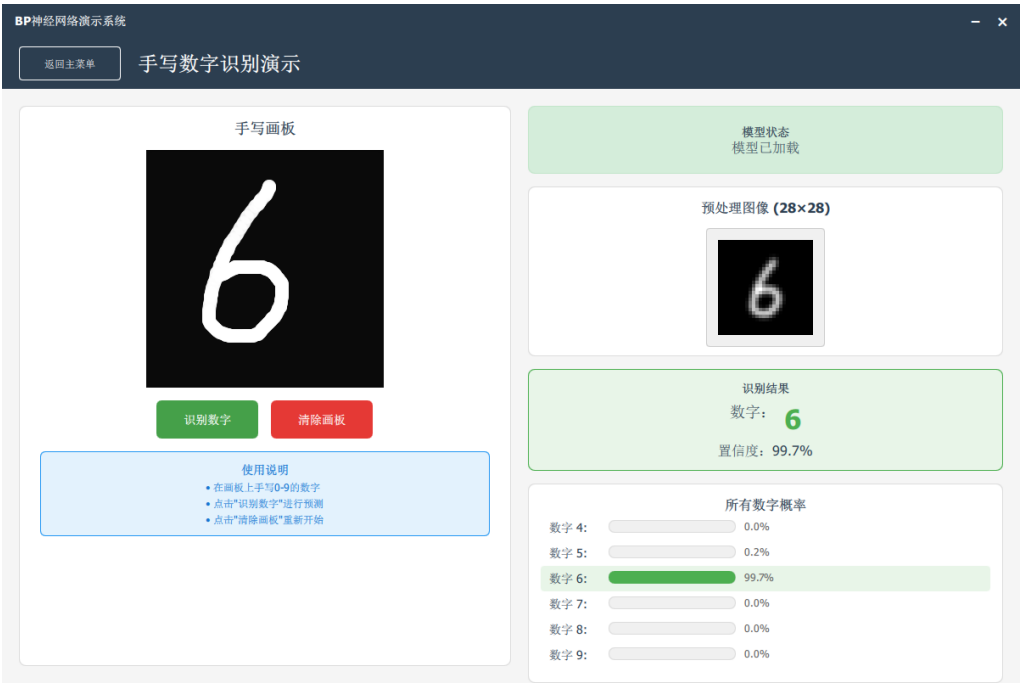 BP神经网络演示系统
返回主菜单
手写数字识别演示
手写画板
6
识别数字
清除画板
使用说明
• 在画板上手写0-9的数字
• 点击"识别数字"进行预测
• 点击"清除画板"重新开始
模型状态
模型已加载
预处理图像 (28×28)
6
识别结果
数字： 6
置信度：99.7%
所有数字概率
数字 4: 0.0%
数字 5: 0.2%
数字 6: 99.7%
数字 7: 0.0%
数字 8: 0.0%
数字 9: 0.0%